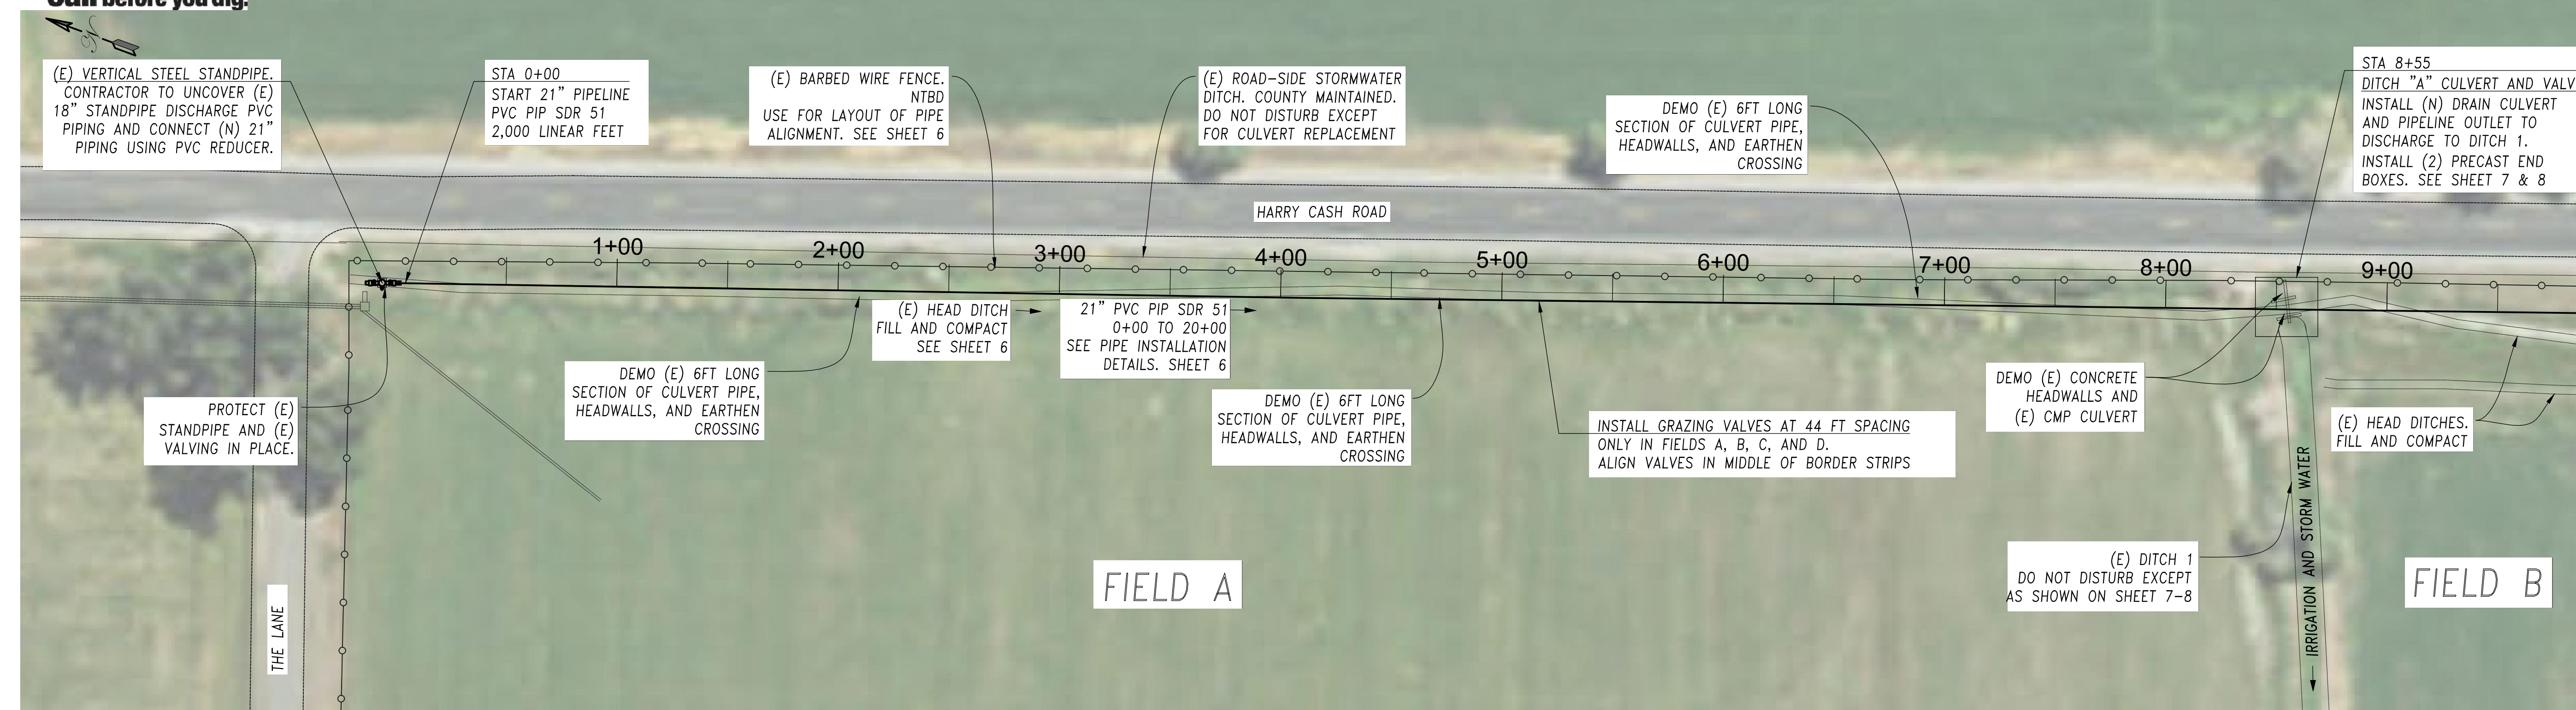 Call before you dig.
N
(E) VERTICAL STEEL STANDPIPE.
CONTRACTOR TO UNCOVER (E)
18" STANDPIPE DISCHARGE PVC
PIPING AND CONNECT (N) 21"
PIPING USING PVC REDUCER.
STA 0+00
START 21" PIPELINE
PVC PIP SDR 51
2,000 LINEAR FEET
(E) BARBED WIRE FENCE.
NTBD
USE FOR LAYOUT OF PIPE
ALIGNMENT. SEE SHEET 6
(E) ROAD-SIDE STORMWATER
DITCH. COUNTY MAINTAINED.
DO NOT DISTURB EXCEPT
FOR CULVERT REPLACEMENT
DEMO (E) 6FT LONG
SECTION OF CULVERT PIPE,
HEADWALLS, AND EARTHEN
CROSSING
STA 8+55
DITCH "A" CULVERT AND VALV
INSTALL (N) DRAIN CULVERT
AND PIPELINE OUTLET TO
DISCHARGE TO DITCH 1.
INSTALL (2) PRECAST END
BOXES. SEE SHEET 7 & 8
HARRY CASH ROAD
1+00
2+00
3+00
4+00
5+00
6+00
7+00
8+00
9+00
(E) HEAD DITCH
FILL AND COMPACT
SEE SHEET 6
21" PVC PIP SDR 51
0+00 TO 20+00
SEE PIPE INSTALLATION
DETAILS. SHEET 6
DEMO (E) 6FT LONG
SECTION OF CULVERT PIPE,
HEADWALLS, AND EARTHEN
CROSSING
DEMO (E) 6FT LONG
SECTION OF CULVERT PIPE,
HEADWALLS, AND EARTHEN
CROSSING
PROTECT (E)
STANDPIPE AND (E)
VALVING IN PLACE.
INSTALL GRAZING VALVES AT 44 FT SPACING
ONLY IN FIELDS A, B, C, AND D.
ALIGN VALVES IN MIDDLE OF BORDER STRIPS
DEMO (E) CONCRETE
HEADWALLS AND
(E) CMP CULVERT
(E) HEAD DITCHES.
FILL AND COMPACT
(E) DITCH 1
DO NOT DISTURB EXCEPT
AS SHOWN ON SHEET 7-8
IRRIGATION AND STORM WATER
THE LANE
FIELD A
FIELD B